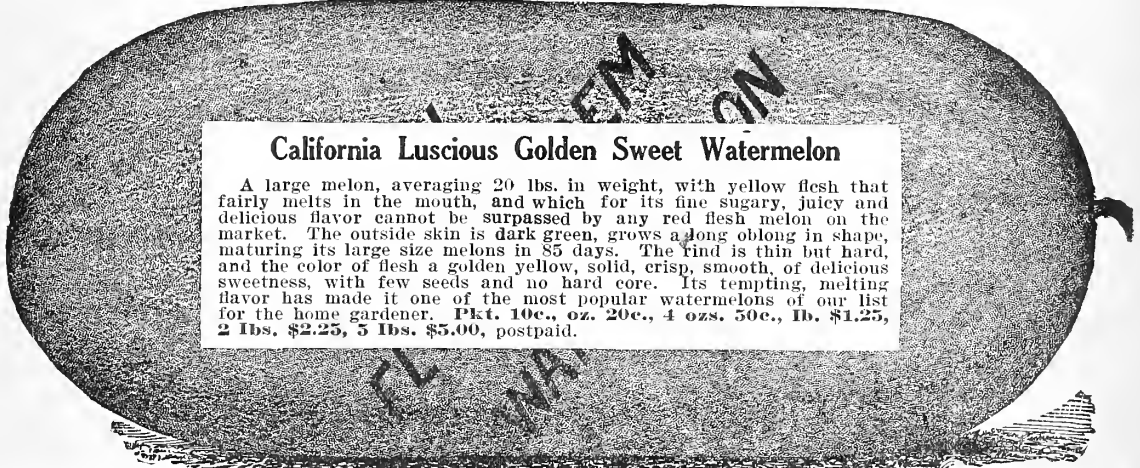 EM
ON
California Luscious Golden Sweet Watermelon
A large melon, averaging 20 lbs. in weight, with yellow flesh that
fairly melts in the mouth, and which for its fine sugary, juicy and
delicious flavor cannot be surpassed by any red flesh melon on the
market. The outside skin is dark green, grows a long oblong in shape,
maturing its large size melons in 85 days. The rind is thin but hard,
and the color of flesh a golden yellow, solid, crisp, smooth, of delicious
sweetness, with few seeds and no hard core. Its tempting, melting
flavor has made it one of the most popular watermelons of our list
for the home gardener. Pkt. 10c., oz. 20c., 4 ozs. 50c., lb. $1.25,
2 lbs. $2.25, 5 lbs. $5.00, postpaid.
FL
WA